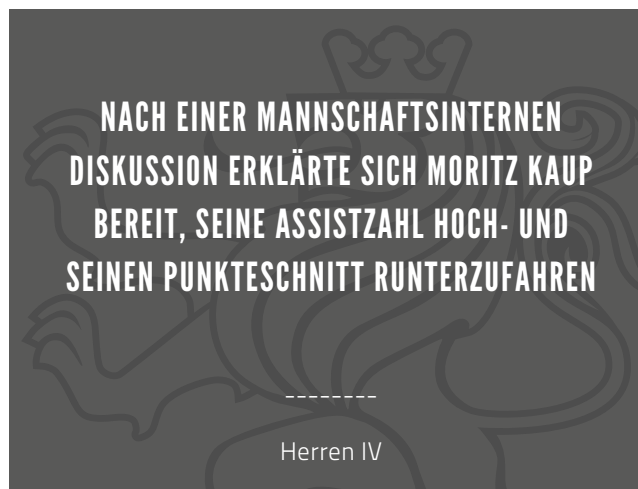 NACH EINER MANNSCHAFTSINTERNEN
DISKUSSION ERKLÄRTE SICH MORITZ KAUP
BEREIT, SEINE ASSISTZAHL HOCH- UND
SEINEN PUNKTESCHNITT RUNTERZUFAHREN
--------
Herren IV